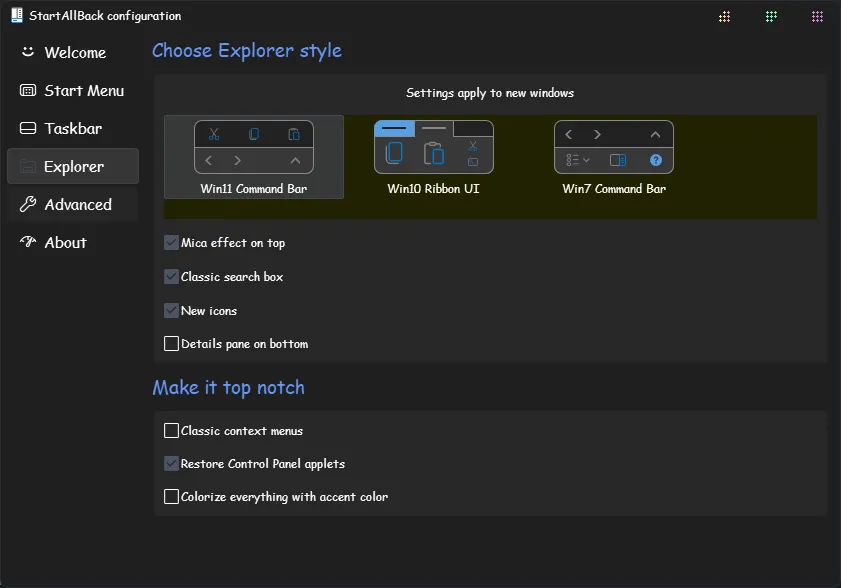 StartAllBack configuration
Welcome
Start Menu
Taskbar
Explorer
Advanced
About
Choose Explorer style
Settings apply to new windows
Win11 Command Bar
Win10 Ribbon UI
Win7 Command Bar
Mica effect on top
Classic search box
New icons
Details pane on bottom
Make it top notch
Classic context menus
Restore Control Panel applets
Colorize everything with accent color